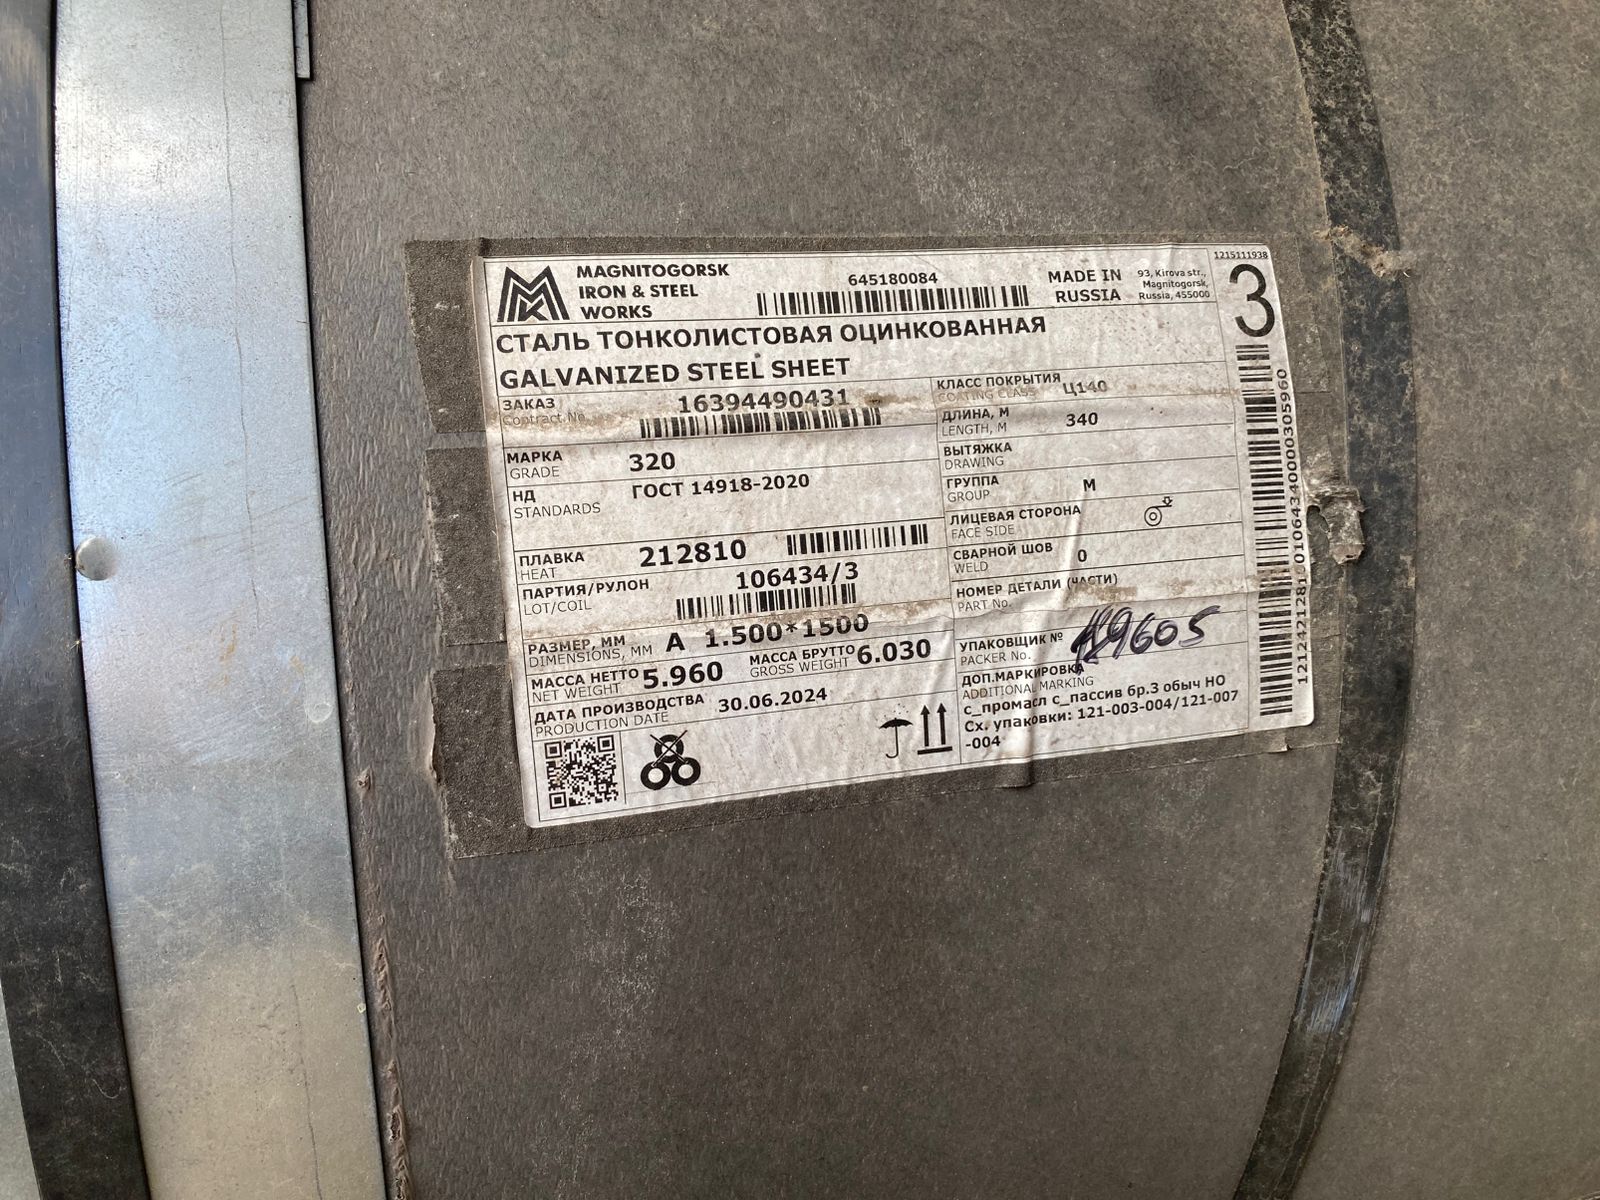 MAGNITOGORSK
IRON & STEEL
WORKS
645180084
MADE IN
RUSSIA
93, Kirova str.,
Magnitogorsk,
Russia, 455000
1215111938
3
СТАЛЬ ТОНКОЛИСТОВАЯ ОЦИНКОВАННАЯ
GALVANIZED STEEL SHEET
ЗАКАЗ
Contract No.
16394490431
МАРКА
GRADE
320
НД
STANDARDS
ГОСТ 14918-2020
ПЛАВКА
HEAT
212810
ПАРТИЯ/РУЛОН
LOT/COIL
106434/3
РАЗМЕР, ММ
DIMENSIONS, MM
А 1.500*1500
МАССА НЕТТО
NET WEIGHT
5.960
МАССА БРУТТО
GROSS WEIGHT
6.030
ДАТА ПРОИЗВОДСТВА
PRODUCTION DATE
30.06.2024
КЛАСС ПОКРЫТИЯ
COATING CLASS
Ц140
ДЛИНА, М
LENGTH, M
340
ВЫТЯЖКА
DRAWING
ГРУППА
GROUP
М
ЛИЦЕВАЯ СТОРОНА
FACE SIDE
СВАРНОЙ ШОВ
WELD
0
НОМЕР ДЕТАЛИ (ЧАСТИ)
PART No.
УПАКОВЩИК №
PACKER No.
ДОП.МАРКИРОВКА
ADDITIONAL MARKING
с_промасл с_пассив бр.3 обыч НО
Сх. упаковки: 121-003-004/121-007
-004